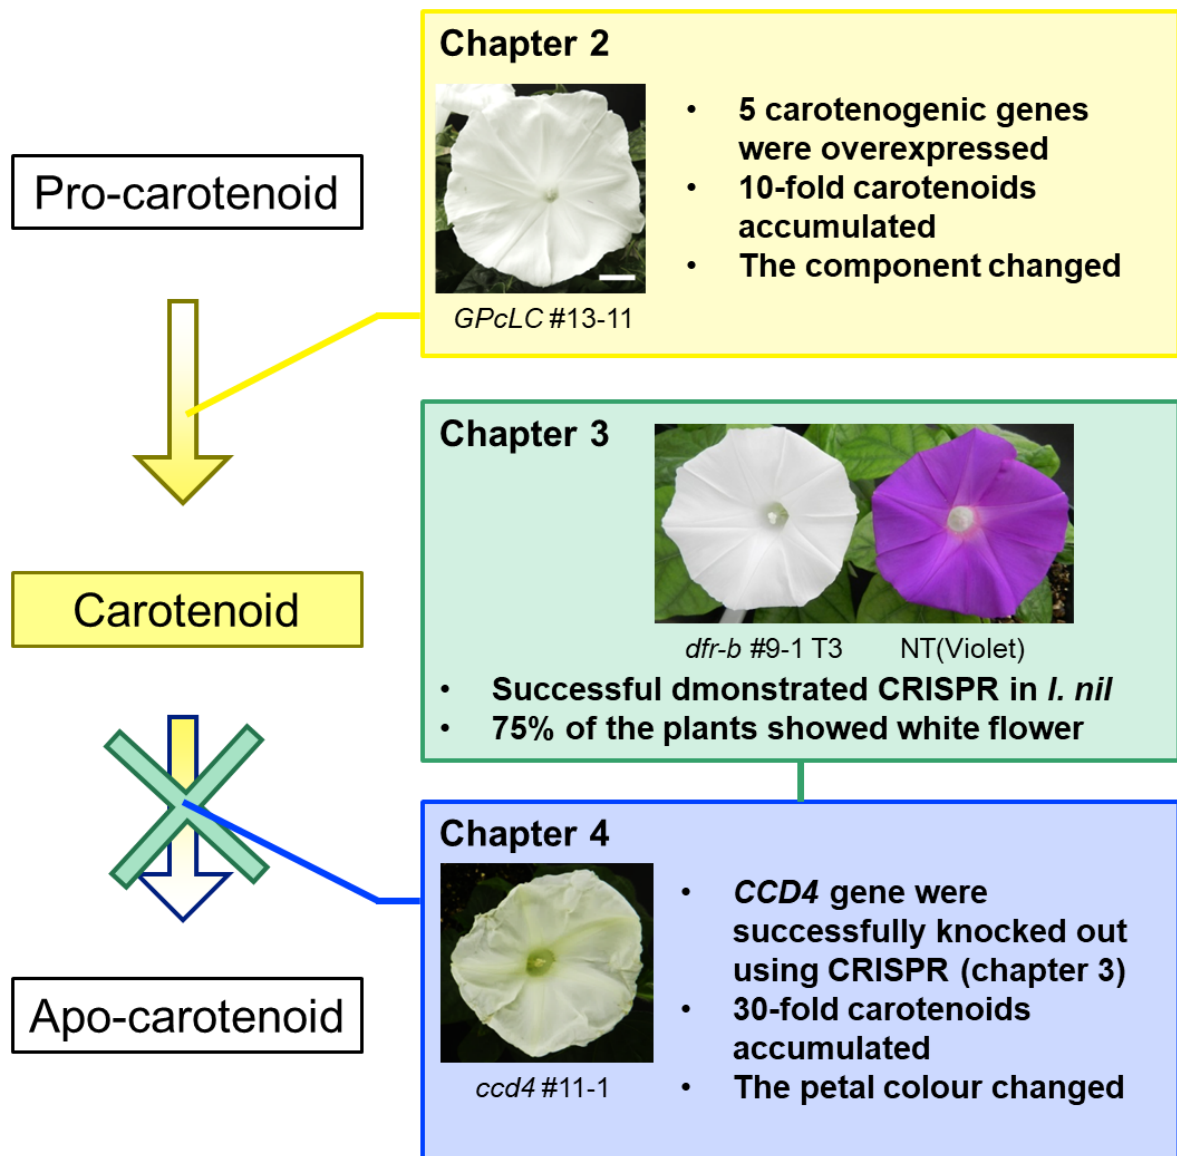 Pro-carotenoid
Carotenoid
Apo-carotenoid
Chapter 2
GPcLC #13-11
• 5 carotenogenic genes
were overexpressed
• 10-fold carotenoids
accumulated
• The component changed
Chapter 3
dfr-b #9-1 T3
NT(Violet)
• Successful dmonstrated CRISPR in I. nil
• 75% of the plants showed white flower
Chapter 4
ccd4 #11-1
• CCD4 gene were
successfully knocked out
using CRISPR (chapter 3)
• 30-fold carotenoids
accumulated
• The petal colour changed